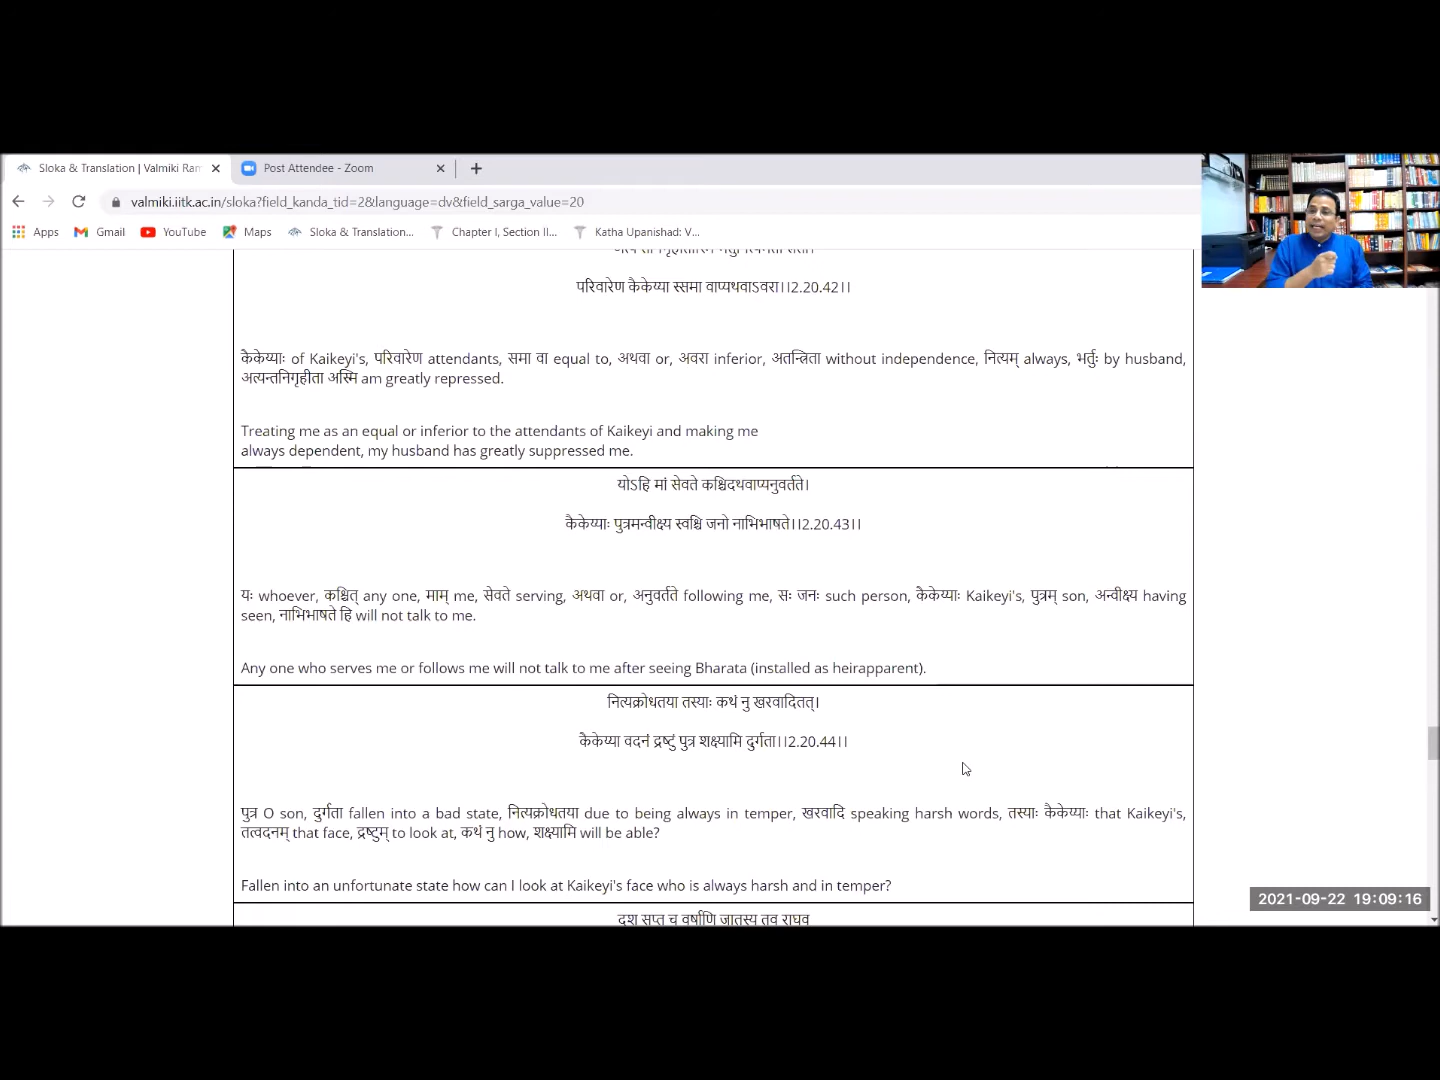 Sloka & Translation | Valmiki Ram
Post Attendee - Zoom
valmiki.iitk.ac.in/sloka?field_kanda_tid=2&language=dv&field_sarga_value=20
Apps Gmail YouTube Maps Sloka & Translation... Chapter I, Section II... Katha Upanishad: V...
परिवारेण कैकेय्या स्समा वाप्यथवाऽवरा।।2.20.42।।
कैकेय्याः of Kaikeyi's, परिवारेण attendants, समा वा equal to, अथवा or, अवरा inferior, अतन्त्रिता without independence, नित्यम् always, भर्तुः by husband,
अत्यन्तनिगृहीता अस्मि am greatly repressed.
Treating me as an equal or inferior to the attendants of Kaikeyi and making me
always dependent, my husband has greatly suppressed me.
योऽहि मां सेवते कश्चिदथवाप्यनुवर्तते।
कैकेय्याः पुत्रमन्वीक्ष्य स्वश्चि जनो नाभिभाषते।।2.20.43।।
यः whoever, कश्चित् any one, माम् me, सेवते serving, अथवा or, अनुवर्तते following me, सः जनः such person, कैकेय्याः Kaikeyi's, पुत्रम् son, अन्वीक्ष्य having
seen, नाभिभाषते हि will not talk to me.
Any one who serves me or follows me will not talk to me after seeing Bharata (installed as heirapparent).
नित्यक्रोधतया तस्याः कथं नु खरवादितत्।
कैकेय्या वदनं द्रष्टुं पुत्र शक्ष्यामि दुर्गता।।2.20.44।।
पुत्र O son, दुर्गता fallen into a bad state, नित्यक्रोधतया due to being always in temper, खरवादि speaking harsh words, तस्याः कैकेय्याः that Kaikeyi's,
तत्वदनम् that face, द्रष्टुम् to look at, कथं नु how, शक्ष्यामि will be able?
Fallen into an unfortunate state how can I look at Kaikeyi's face who is always harsh and in temper?
दश सप्त च वर्षाणि जातस्य तव राघव
2021-09-22 19:09:16